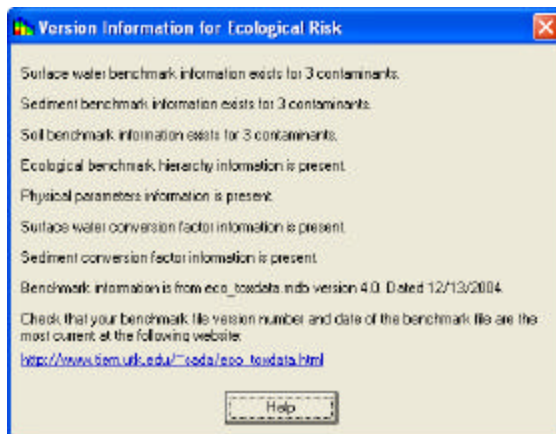 Version Information for Ecological Risk
Surface water benchmark information exists for 3 contaminants.
Sediment benchmark information exists for 3 contaminants.
Soil benchmark information exists for 3 contaminants.
Ecological benchmark hierarchy information is present.
Physical parameters information is present.
Surface water conversion factor information is present.
Sediment conversion factor information is present.
Benchmark information is from eco_toxdata.mdb version 4.0. Dated 12/13/2004.
Check that your benchmark file version number and date of the benchmark file are the
most current at the following website:
http://www.tiem.utk.edu/~sada/eco_toxdata.html
Help